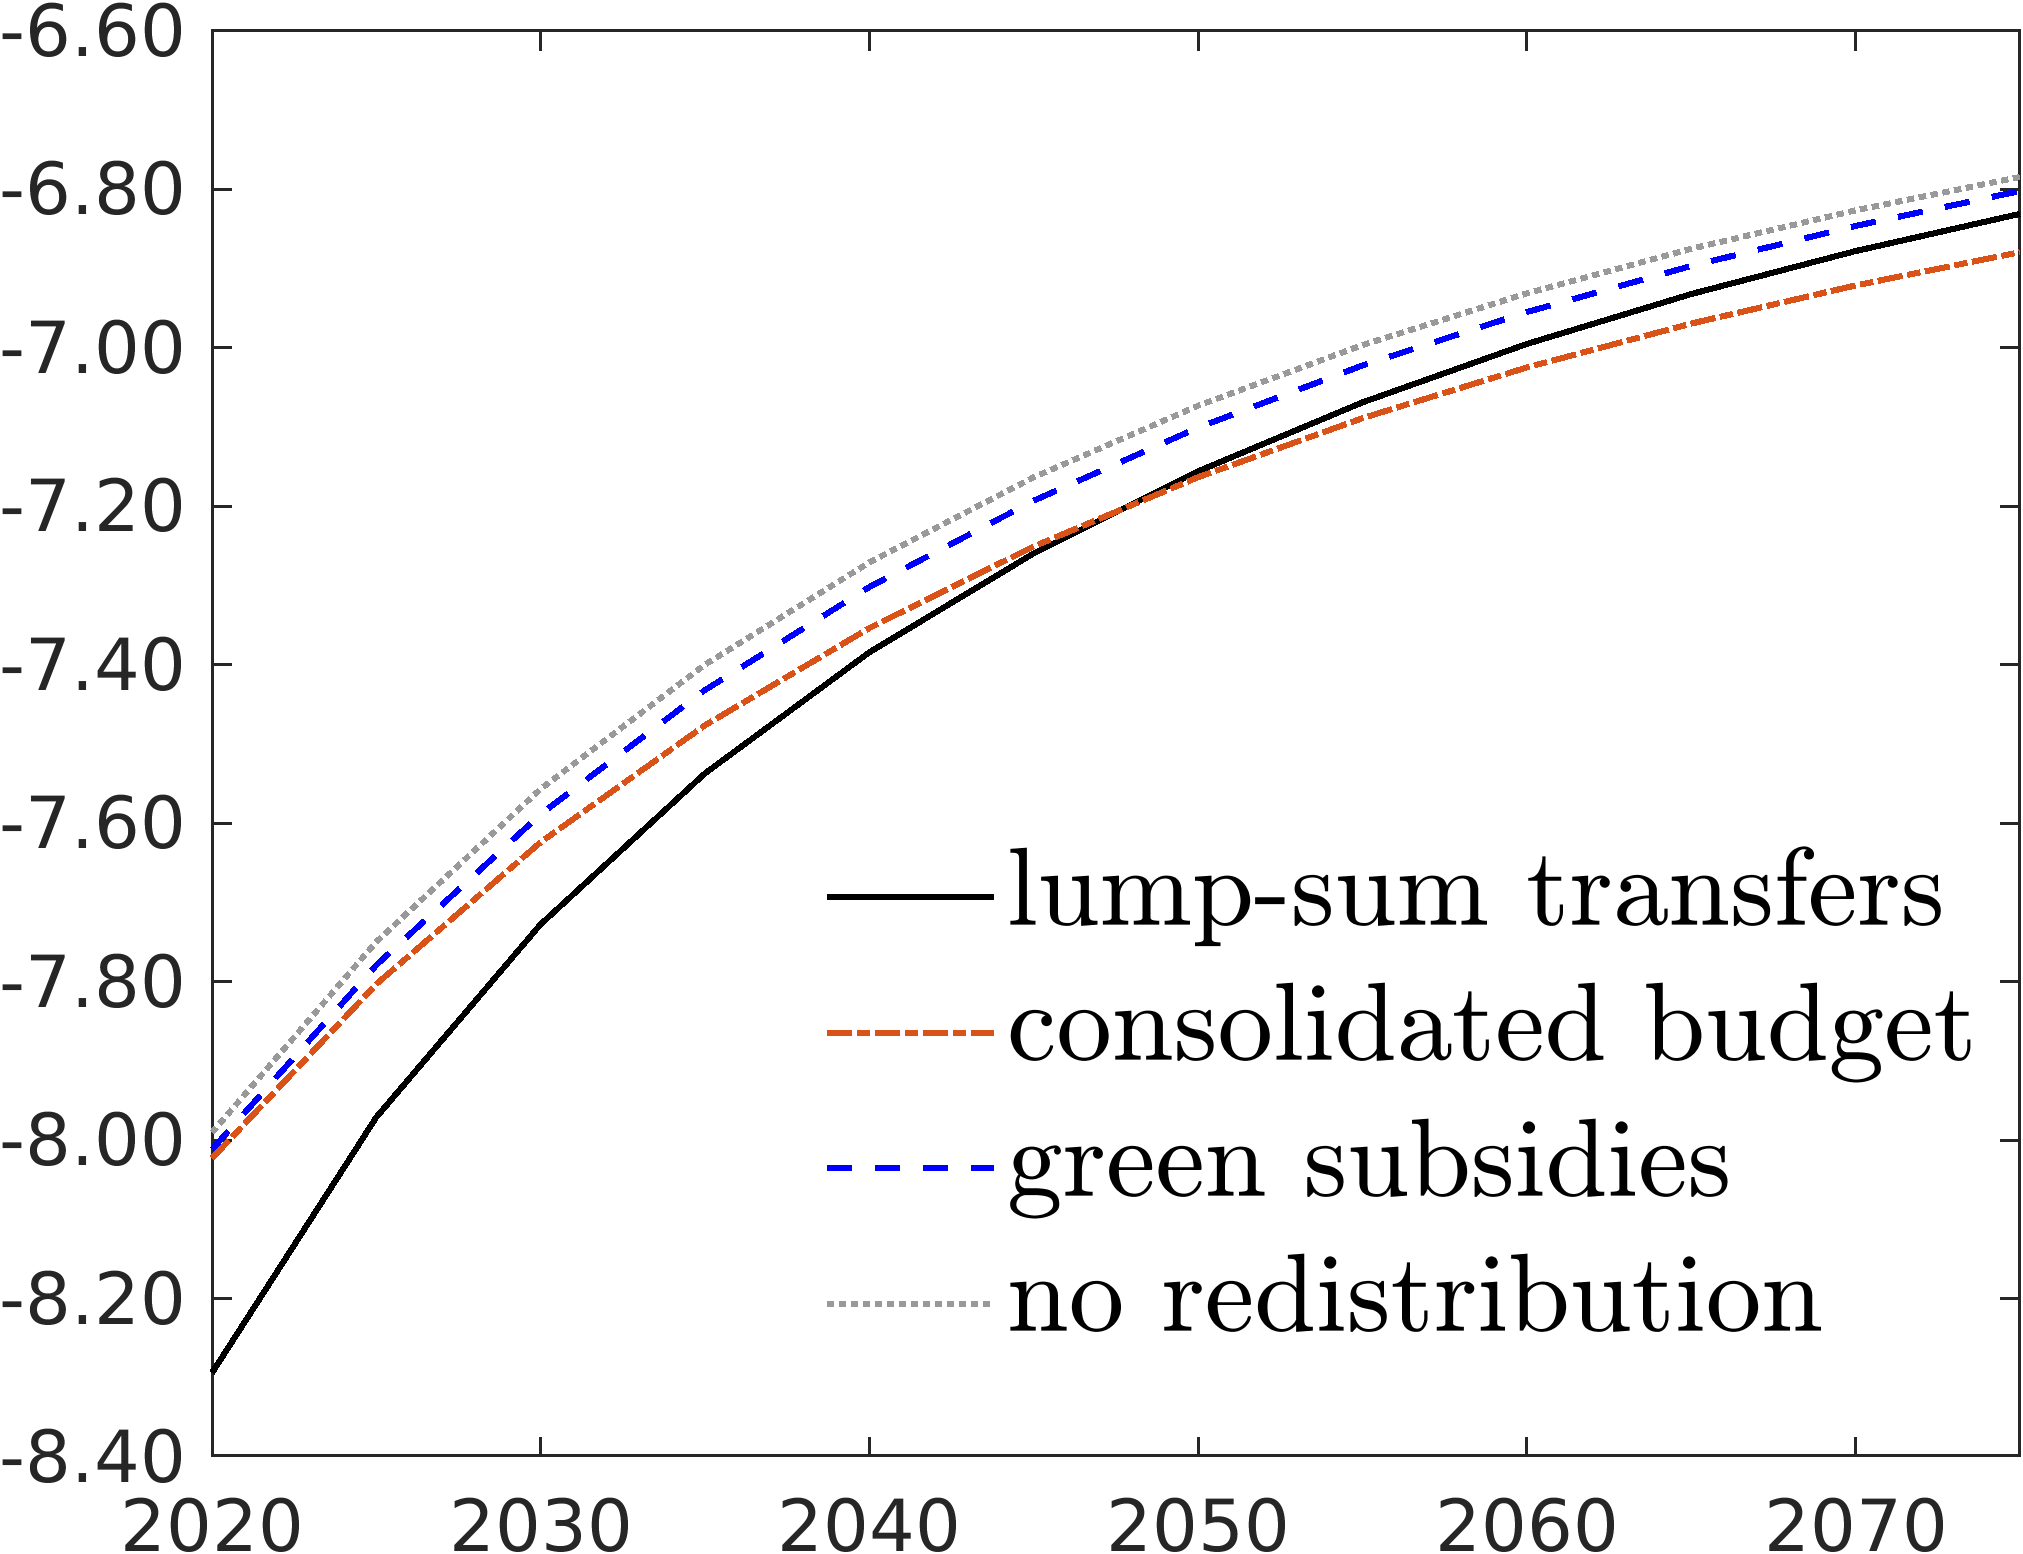 -6.60
-6.80
-7.00
-7.20
-7.40
-7.60
-7.80
-8.00
-8.20
-8.40
2020 2030 2040 2050 2060 2070
lump-sum transfers
consolidated budget
green subsidies
no redistribution